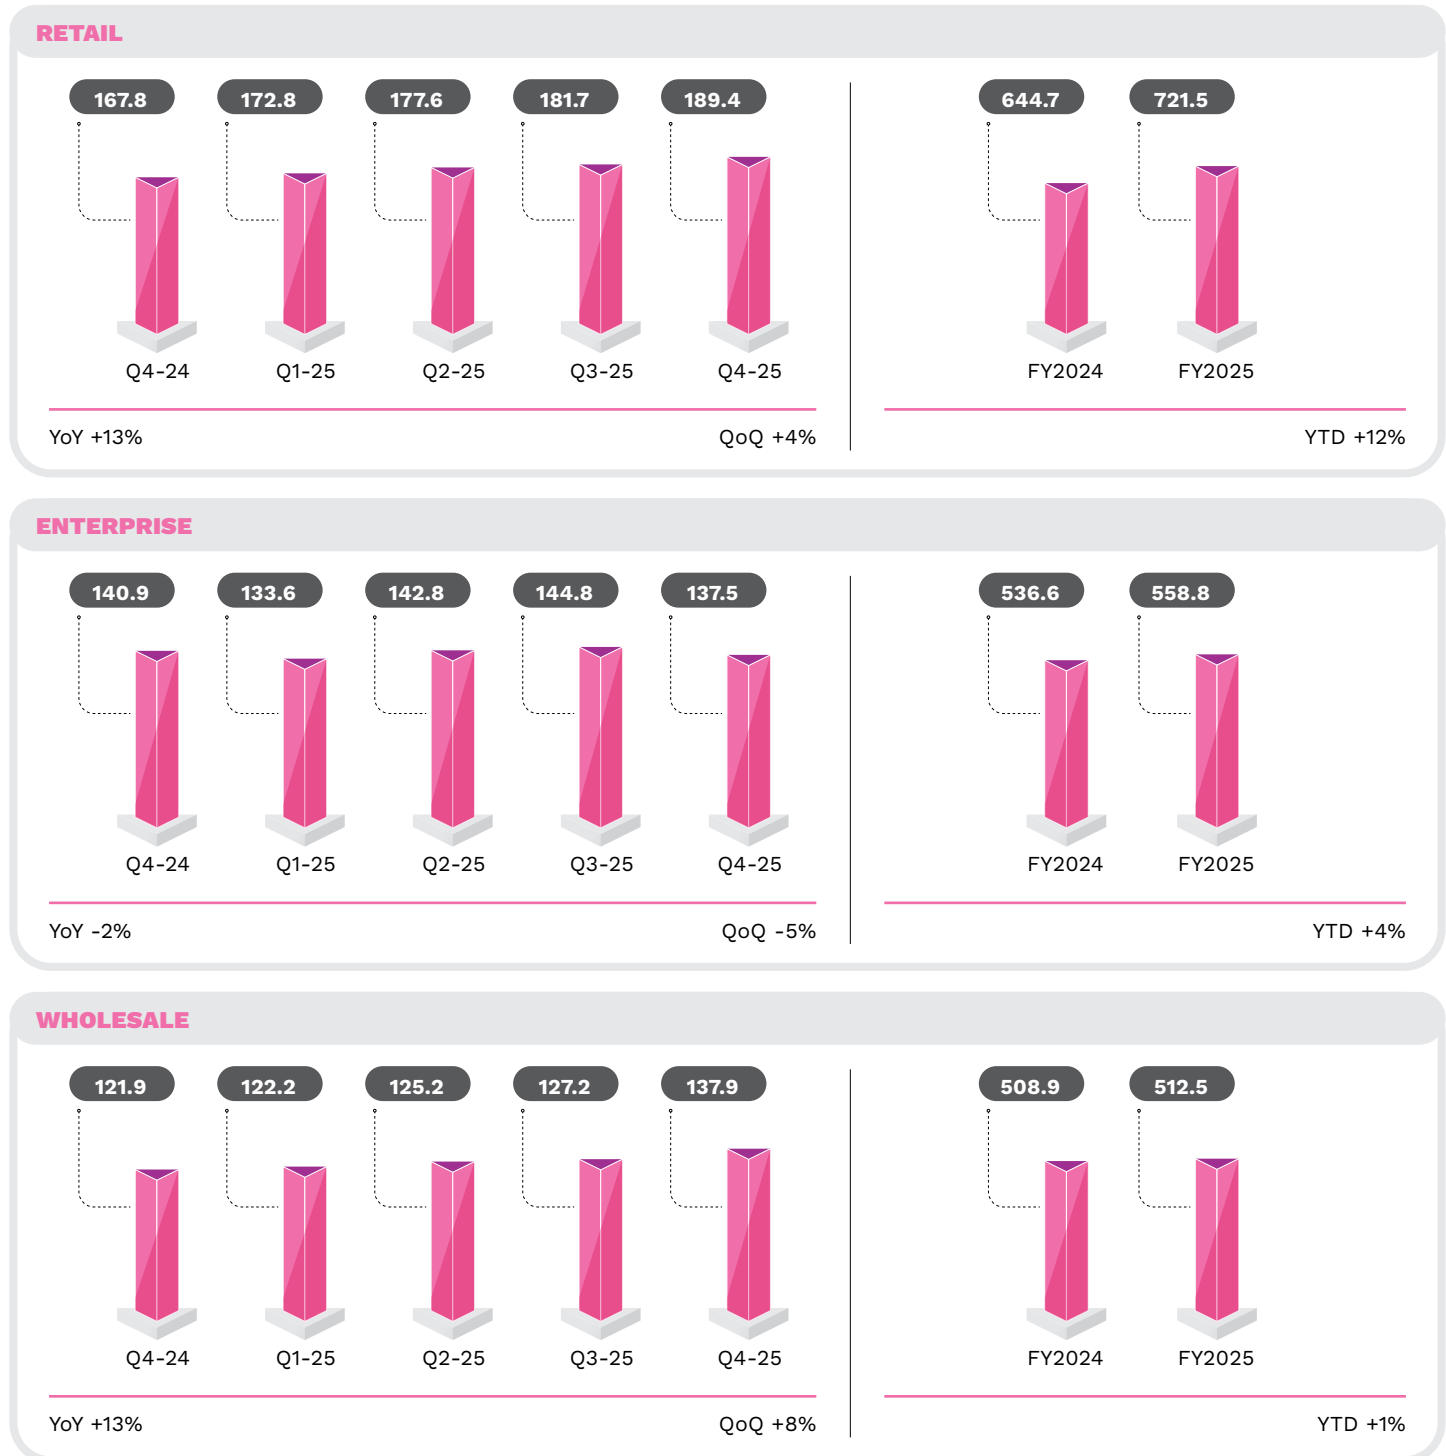 RETAIL
167.8 172.8 177.6 181.7 189.4 644.7 721.5
Q4-24 Q1-25 Q2-25 Q3-25 Q4-25 FY2024 FY2025
YoY +13% QoQ +4% YTD +12%
ENTERPRISE
140.9 133.6 142.8 144.8 137.5 536.6 558.8
Q4-24 Q1-25 Q2-25 Q3-25 Q4-25 FY2024 FY2025
YoY -2% QoQ -5% YTD +4%
WHOLESALE
121.9 122.2 125.2 127.2 137.9 508.9 512.5
Q4-24 Q1-25 Q2-25 Q3-25 Q4-25 FY2024 FY2025
YoY +13% QoQ +8% YTD +1%